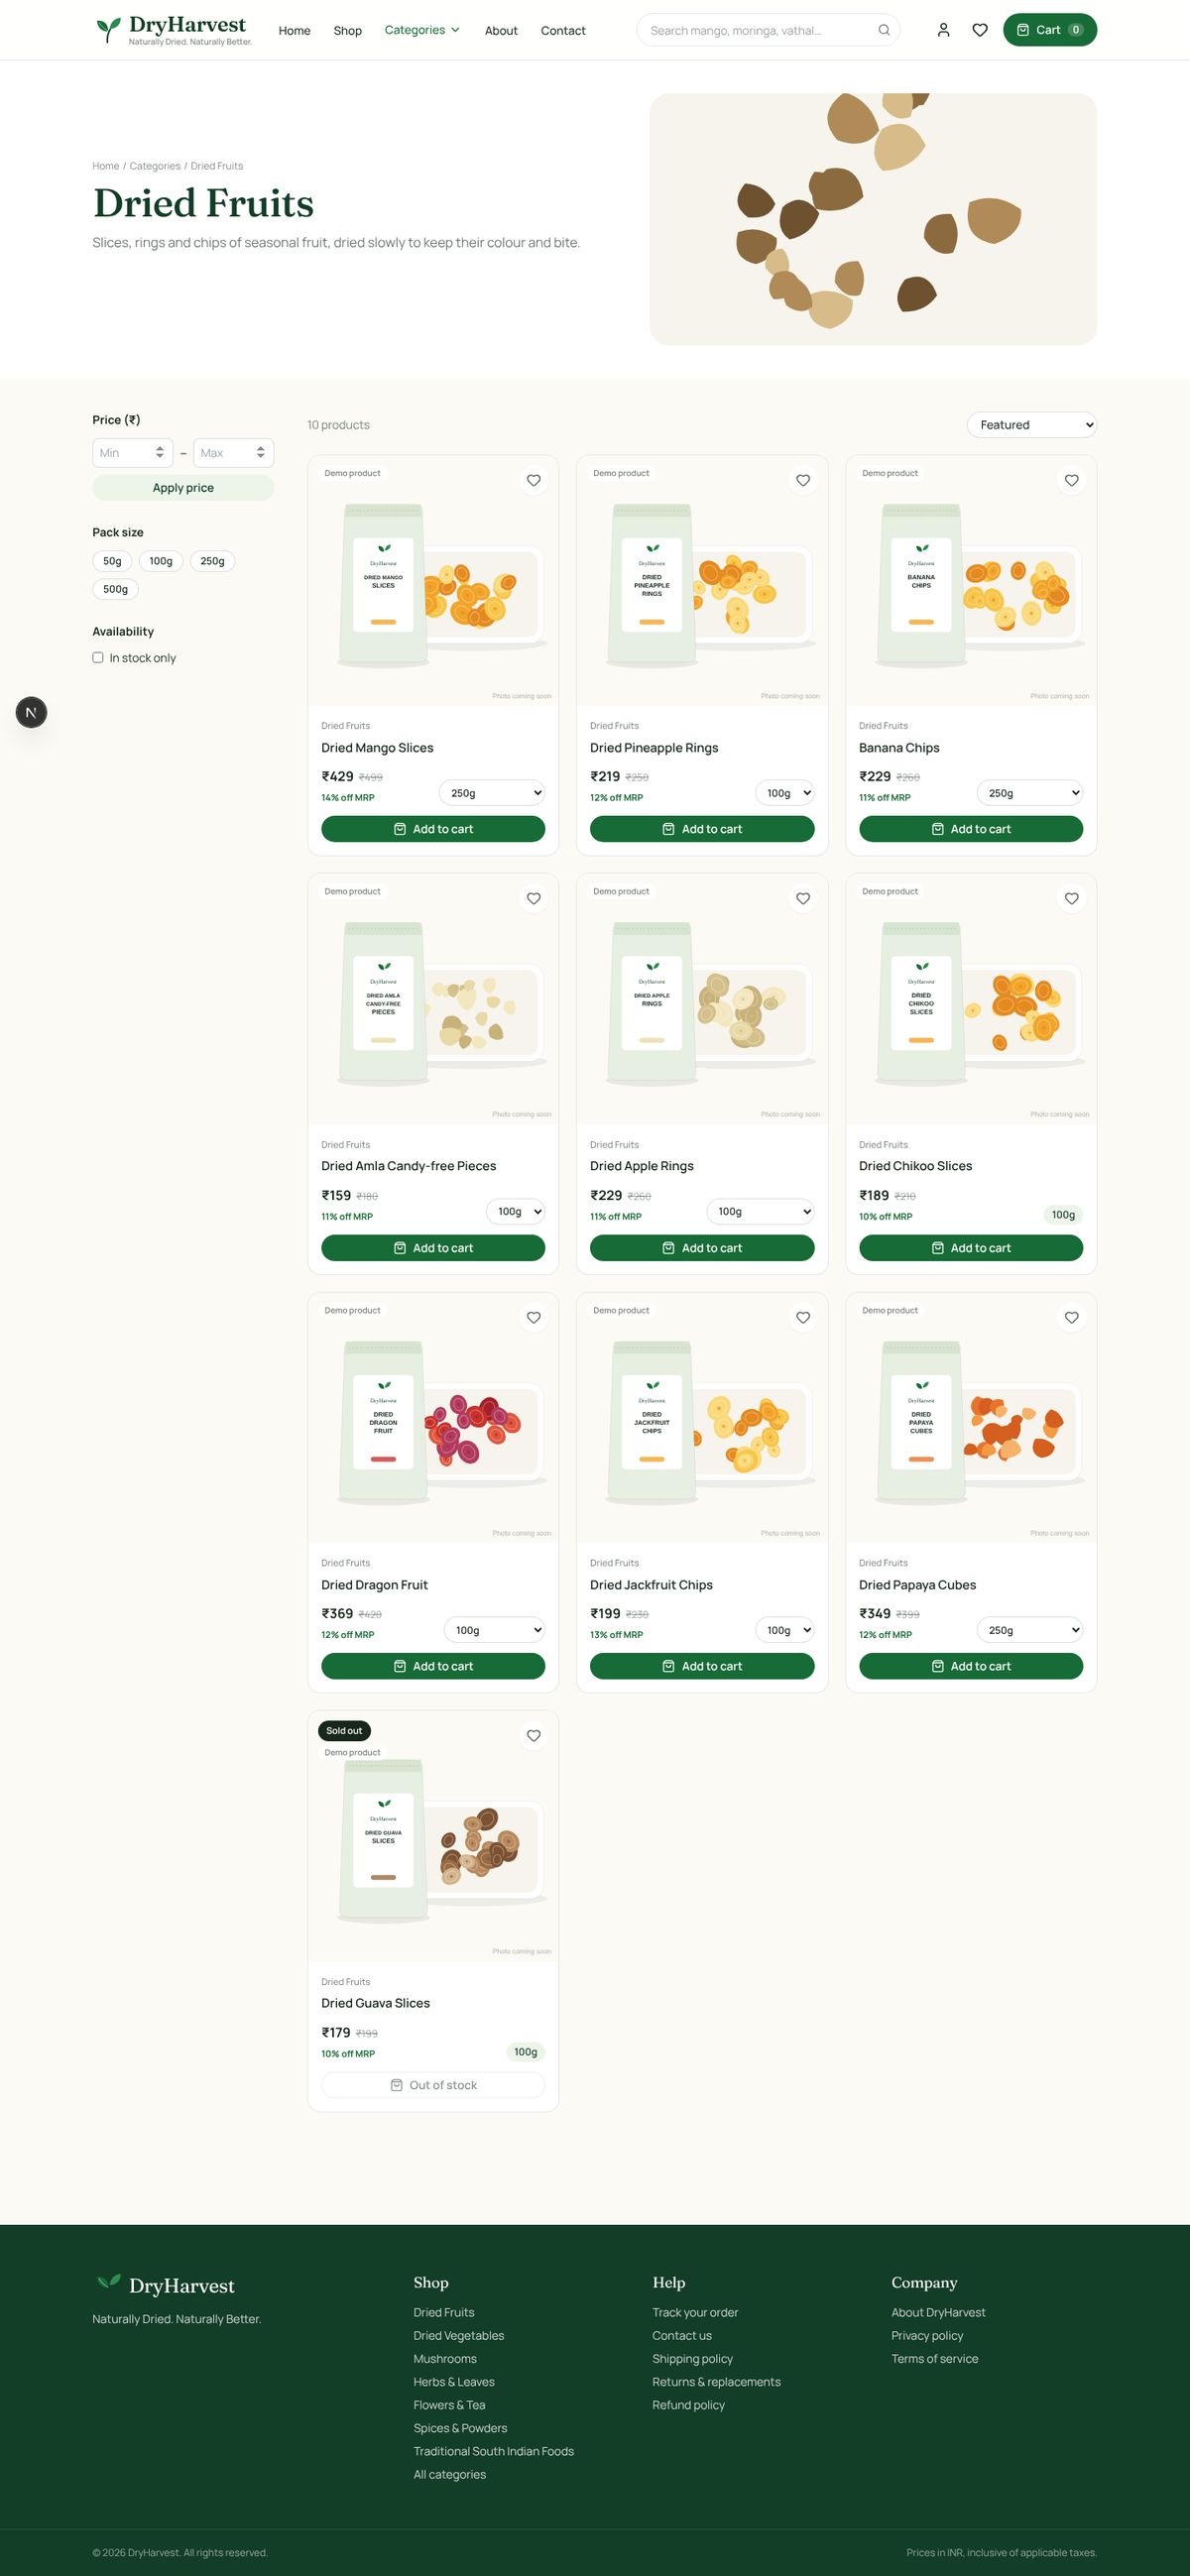 DryHarvest
Naturally Dried. Naturally Better.
Home
Shop
Categories
About
Contact
Search mango, moringa, vathal...
Cart 0
Home / Categories / Dried Fruits
Dried Fruits
Slices, rings and chips of seasonal fruit, dried slowly to keep their colour and bite.
Price (₹)
Min – Max
Apply price
Pack size
50g 100g 250g
500g
Availability
In stock only
N
10 products
Featured
Demo product
DryHarvest
DRIED MANGO
SLICES
Photo coming soon
Dried Fruits
Dried Mango Slices
₹429 ₹499
14% off MRP
250g
Add to cart
Demo product
DryHarvest
DRIED
PINEAPPLE
RINGS
Photo coming soon
Dried Fruits
Dried Pineapple Rings
₹219 ₹250
12% off MRP
100g
Add to cart
Demo product
DryHarvest
BANANA
CHIPS
Photo coming soon
Dried Fruits
Banana Chips
₹229 ₹260
11% off MRP
250g
Add to cart
Demo product
DryHarvest
DRIED AMLA
CANDY-FREE
PIECES
Photo coming soon
Dried Fruits
Dried Amla Candy-free Pieces
₹159 ₹180
11% off MRP
100g
Add to cart
Demo product
DryHarvest
DRIED APPLE
RINGS
Photo coming soon
Dried Fruits
Dried Apple Rings
₹229 ₹260
11% off MRP
100g
Add to cart
Demo product
DryHarvest
DRIED
CHIKOO
SLICES
Photo coming soon
Dried Fruits
Dried Chikoo Slices
₹189 ₹210
10% off MRP
100g
Add to cart
Demo product
DryHarvest
DRIED
DRAGON
FRUIT
Photo coming soon
Dried Fruits
Dried Dragon Fruit
₹369 ₹420
12% off MRP
100g
Add to cart
Demo product
DryHarvest
DRIED
JACKFRUIT
CHIPS
Photo coming soon
Dried Fruits
Dried Jackfruit Chips
₹199 ₹230
13% off MRP
100g
Add to cart
Demo product
DryHarvest
DRIED
PAPAYA
CUBES
Photo coming soon
Dried Fruits
Dried Papaya Cubes
₹349 ₹399
12% off MRP
250g
Add to cart
Sold out
Demo product
DryHarvest
DRIED GUAVA
SLICES
Photo coming soon
Dried Fruits
Dried Guava Slices
₹179 ₹199
10% off MRP
100g
Out of stock
DryHarvest
Naturally Dried. Naturally Better.
Shop
Dried Fruits
Dried Vegetables
Mushrooms
Herbs & Leaves
Flowers & Tea
Spices & Powders
Traditional South Indian Foods
All categories
Help
Track your order
Contact us
Shipping policy
Returns & replacements
Refund policy
Company
About DryHarvest
Privacy policy
Terms of service
© 2026 DryHarvest. All rights reserved.
Prices in INR, inclusive of applicable taxes.